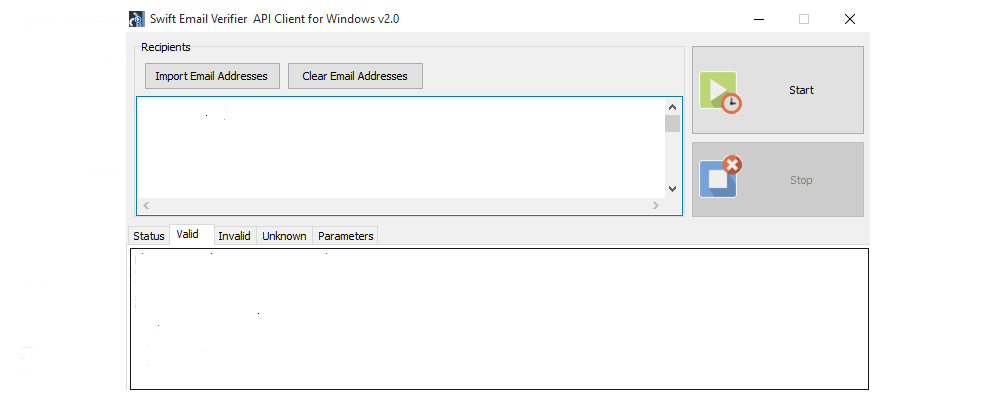 Swift Email Verifier API Client for Windows v2.0
Recipients
Import Email Addresses Clear Email Addresses
Start
Stop
Status Valid Invalid Unknown Parameters